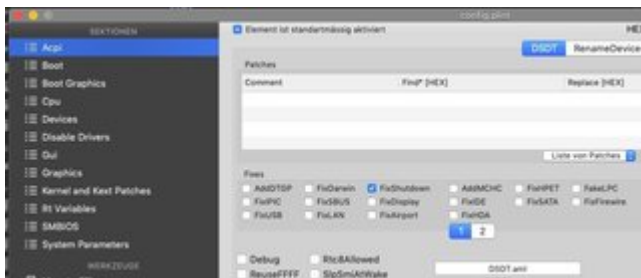 config.plist
SEKTIONEN
Element ist standartmässig aktiviert
HE
Acpi
DSDT RenameDevice
Boot
Patches
Boot Graphics
Comment Find* [HEX] Replace [HEX]
Cpu
Devices
Disable Drivers
Gui
Liste von Patches
Graphics
Fixes
Kernel and Kext Patches
AddDTGP FixDarwin FixShutdown AddMCHC FixHPET FakeLPC
Rt Variables
FixIPIC FixSBUS FixDisplay FixIDE FixSATA FixFirewire
SMBIOS
FixUSB FixLAN FixAirport FixHDA
System Parameters
1 2
WERKZEUGE
Debug Rtc8Allowed
DSDT.aml
ReuseFFFF SlpSmiAtWake